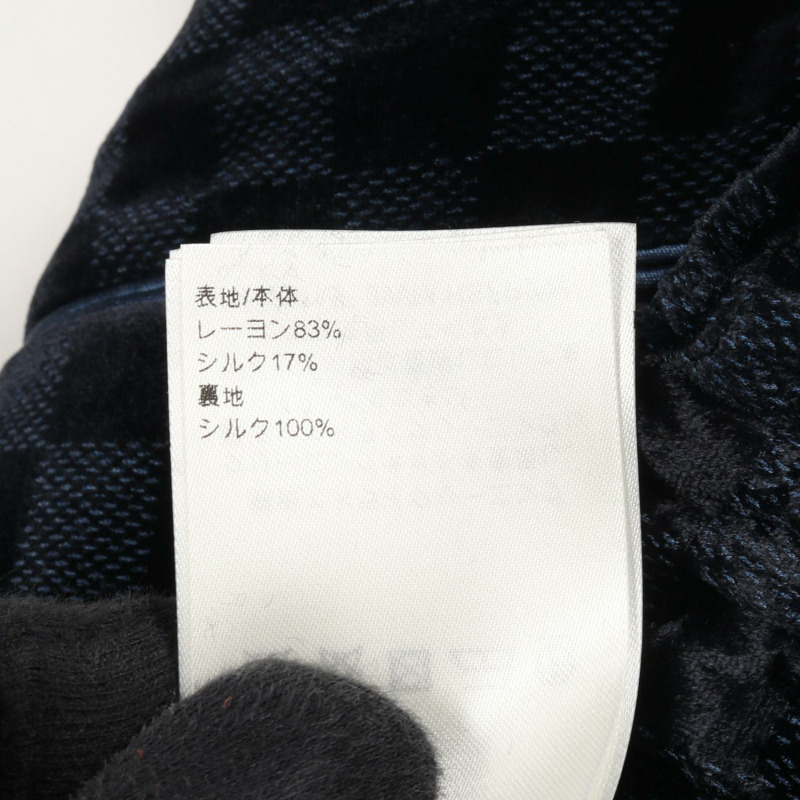 表地/本体
レーヨン83%
シルク17%
裏地
シルク100%